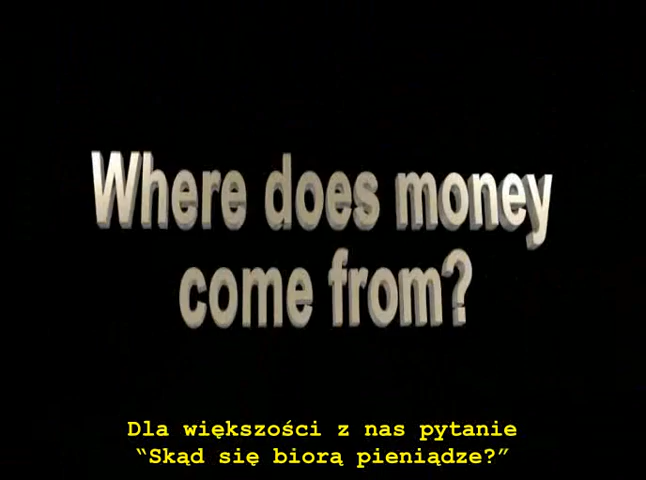 Where does money
come from?
Dla większości z nas pytanie
“Skąd się biorą pieniądze?”